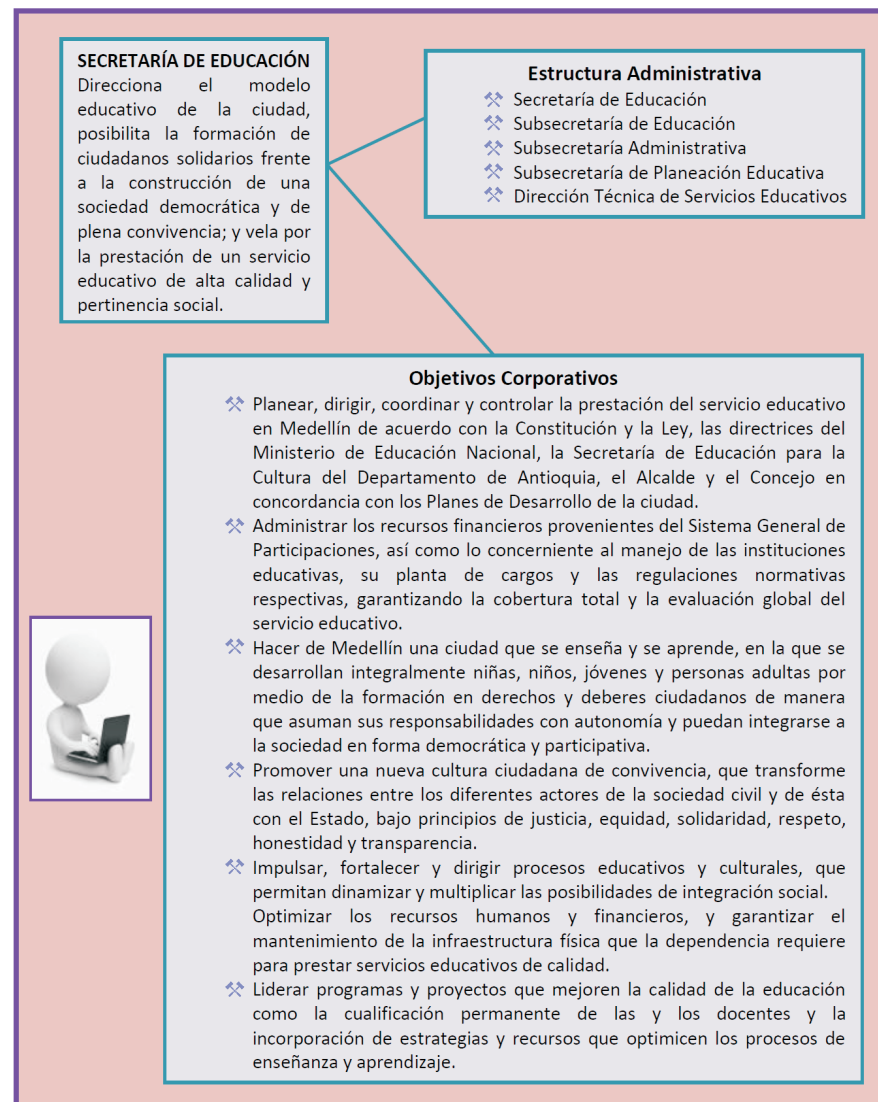 SECRETARÍA DE EDUCACIÓN
Direcciona el modelo
educativo de la ciudad,
posibilita la formación de
ciudadanos solidarios frente
a la construcción de una
sociedad democrática y de
plena convivencia; y vela por
la prestación de un servicio
educativo de alta calidad y
pertinencia social.
Estructura Administrativa
Secretaría de Educación
Subsecretaría de Educación
Subsecretaría Administrativa
Subsecretaría de Planeación Educativa
Dirección Técnica de Servicios Educativos
Objetivos Corporativos
Planear, dirigir, coordinar y controlar la prestación del servicio educativo
en Medellín de acuerdo con la Constitución y la Ley, las directrices del
Ministerio de Educación Nacional, la Secretaría de Educación para la
Cultura del Departamento de Antioquia, el Alcalde y el Concejo en
concordancia con los Planes de Desarrollo de la ciudad.
Administrar los recursos financieros provenientes del Sistema General de
Participaciones, así como lo concerniente al manejo de las instituciones
educativas, su planta de cargos y las regulaciones normativas
respectivas, garantizando la cobertura total y la evaluación global del
servicio educativo.
Hacer de Medellín una ciudad que se enseña y se aprende, en la que se
desarrollan integralmente niñas, niños, jóvenes y personas adultas por
medio de la formación en derechos y deberes ciudadanos de manera
que asuman sus responsabilidades con autonomía y puedan integrarse a
la sociedad en forma democrática y participativa.
Promover una nueva cultura ciudadana de convivencia, que transforme
las relaciones entre los diferentes actores de la sociedad civil y de ésta
con el Estado, bajo principios de justicia, equidad, solidaridad, respeto,
honestidad y transparencia.
Impulsar, fortalecer y dirigir procesos educativos y culturales, que
permitan dinamizar y multiplicar las posibilidades de integración social.
Optimizar los recursos humanos y financieros, y garantizar el
mantenimiento de la infraestructura física que la dependencia requiere
para prestar servicios educativos de calidad.
Liderar programas y proyectos que mejoren la calidad de la educación
como la cualificación permanente de las y los docentes y la
incorporación de estrategias y recursos que optimicen los procesos de
enseñanza y aprendizaje.